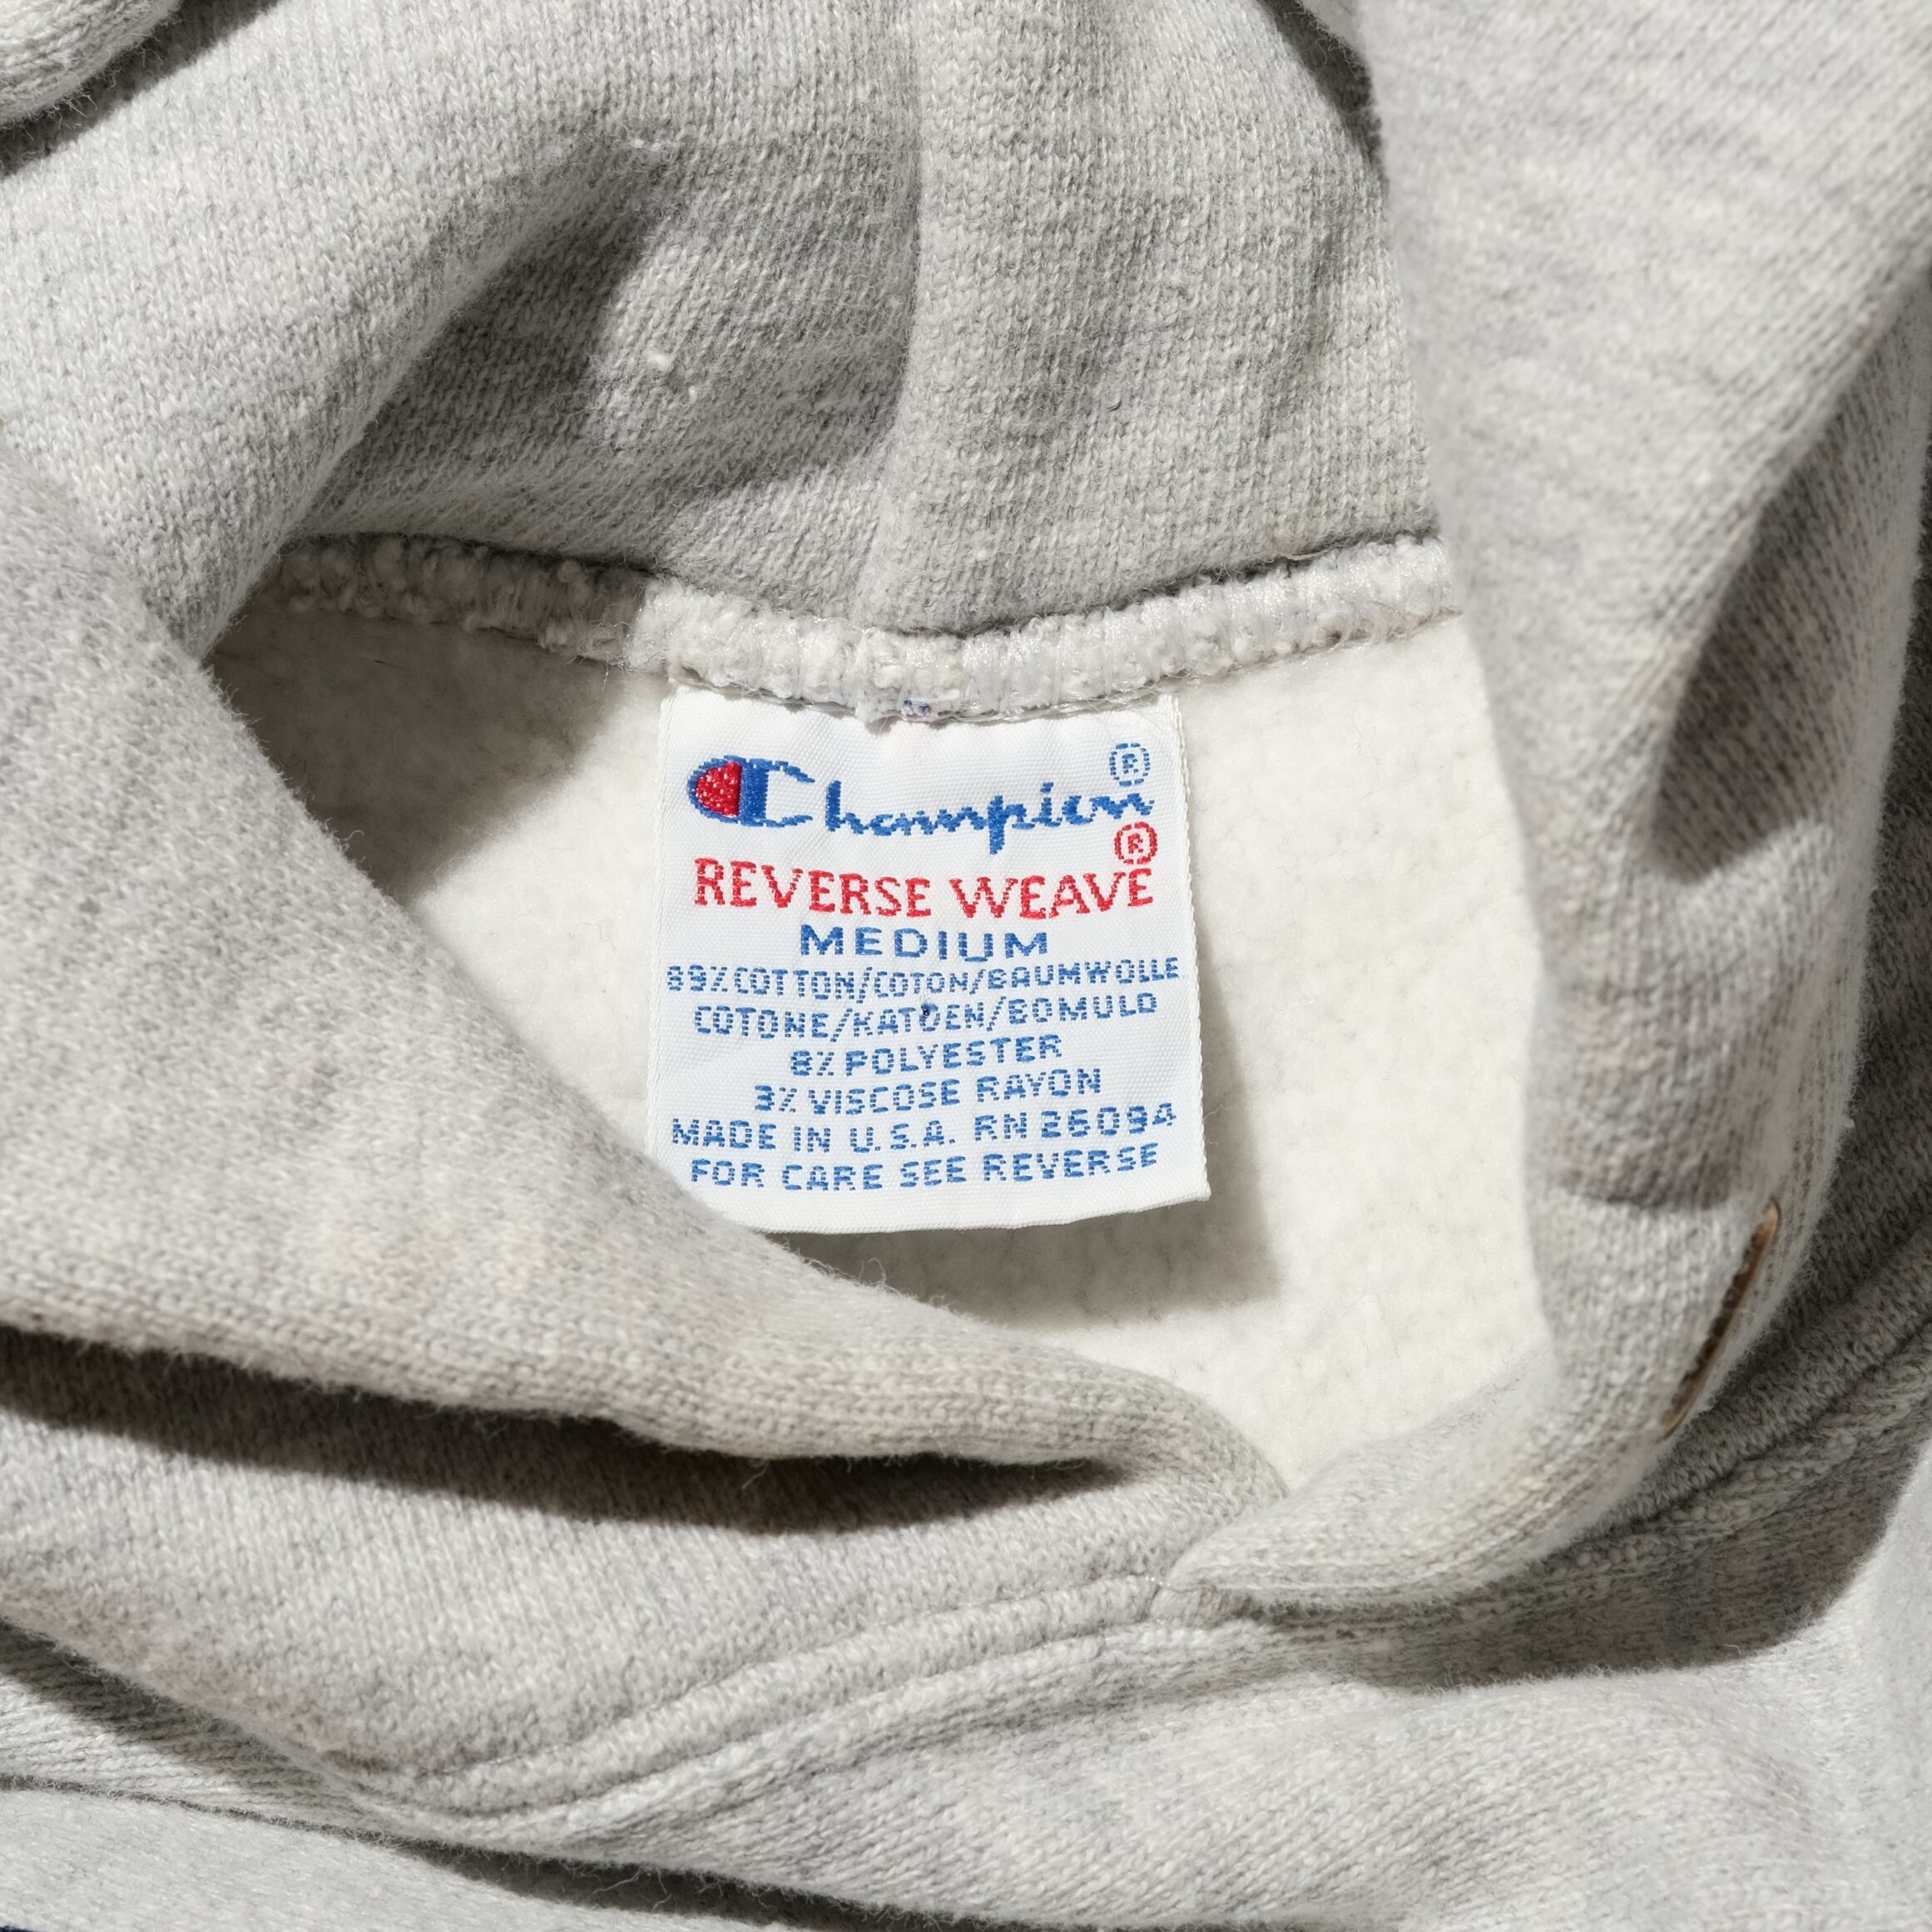 Champion®
REVERSE WEAVE®
MEDIUM
89% COTTON/COTON/BAUMWOLLE
COTONE/KATOEN/BOMULD
8% POLYESTER
3% VISCOSE RAYON
MADE IN U.S.A. RN 26094
FOR CARE SEE REVERSE